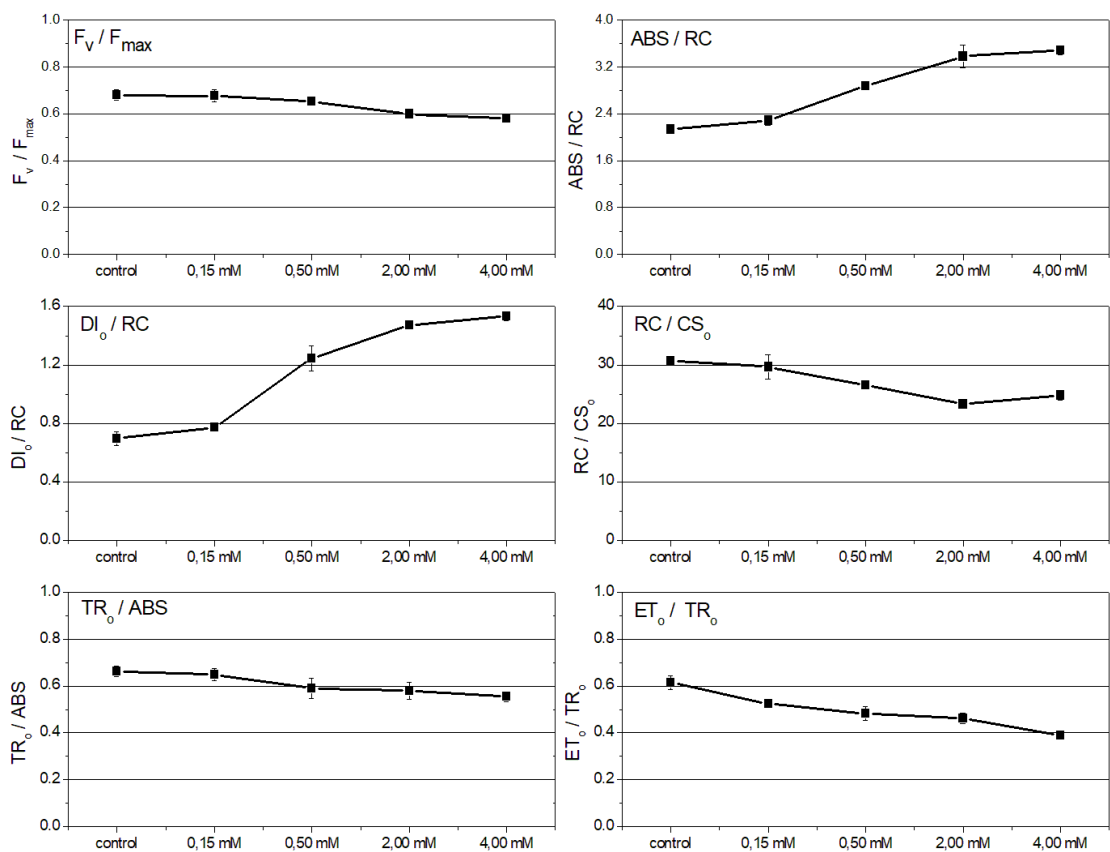 Fv / Fmax
Fv / Fmax
1.0
0.8
0.6
0.4
0.2
0.0
control 0,15 mM 0,50 mM 2,00 mM 4,00 mM
ABS / RC
ABS / RC
4.0
3.2
2.4
1.6
0.8
0.0
control 0,15 mM 0,50 mM 2,00 mM 4,00 mM
DIo / RC
DIo / RC
1.6
1.2
0.8
0.4
0.0
control 0,15 mM 0,50 mM 2,00 mM 4,00 mM
RC / CSo
RC / CSo
40
30
20
10
0
control 0,15 mM 0,50 mM 2,00 mM 4,00 mM
TRo / ABS
TRo / ABS
1.0
0.8
0.6
0.4
0.2
0.0
control 0,15 mM 0,50 mM 2,00 mM 4,00 mM
ETo / TRo
ETo / TRo
1.0
0.8
0.6
0.4
0.2
0.0
control 0,15 mM 0,50 mM 2,00 mM 4,00 mM